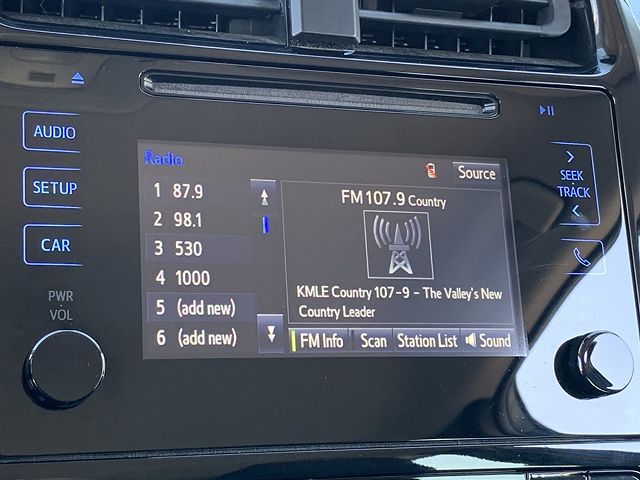 AUDIO
SETUP
CAR
PWR
VOL
Radio
Source
1 87.9
2 98.1
3 530
4 1000
5 (add new)
6 (add new)
FM 107.9 Country
KMLE Country 107-9 - The Valley's New
Country Leader
FM Info
Scan
Station List
Sound
SEEK
TRACK